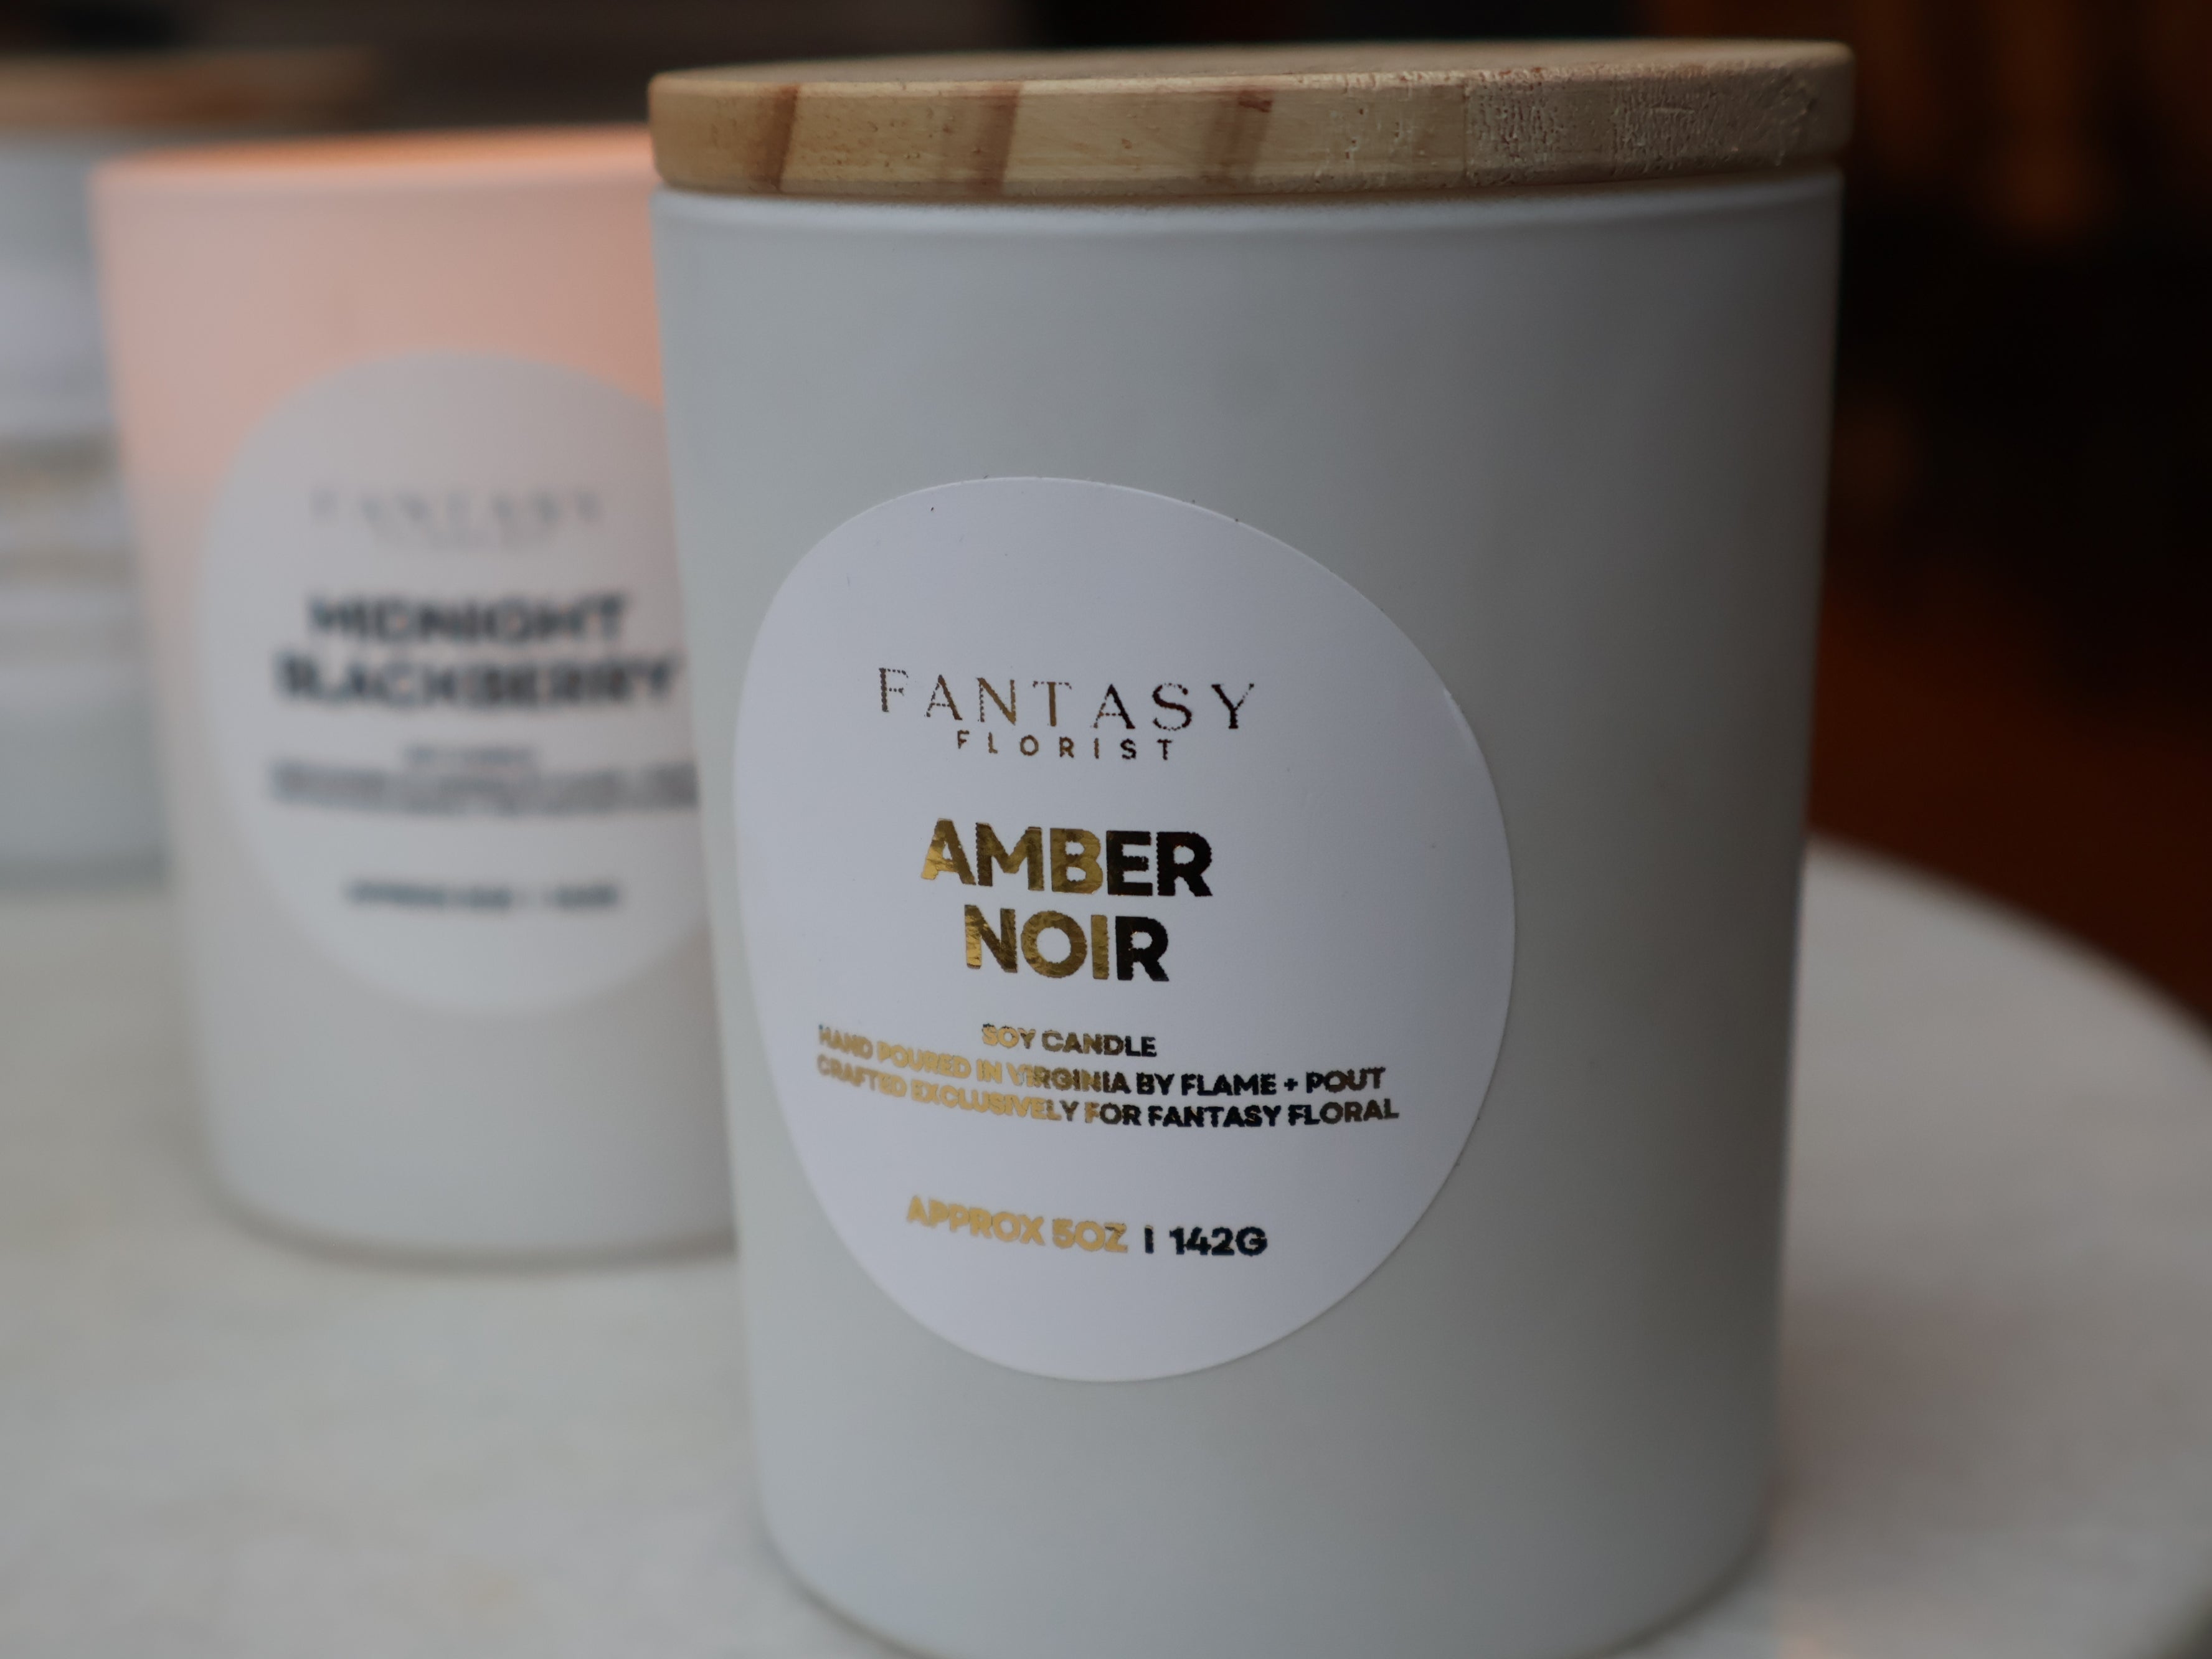 FANTASY
MIDNIGHT
BLACKBERRY
FANTASY
FLORIST
AMBER
NOIR
SOY CANDLE
HAND POURED IN VIRGINIA BY FLAME + POUT
CRAFTED EXCLUSIVELY FOR FANTASY FLORAL
APPROX 5OZ | 142G